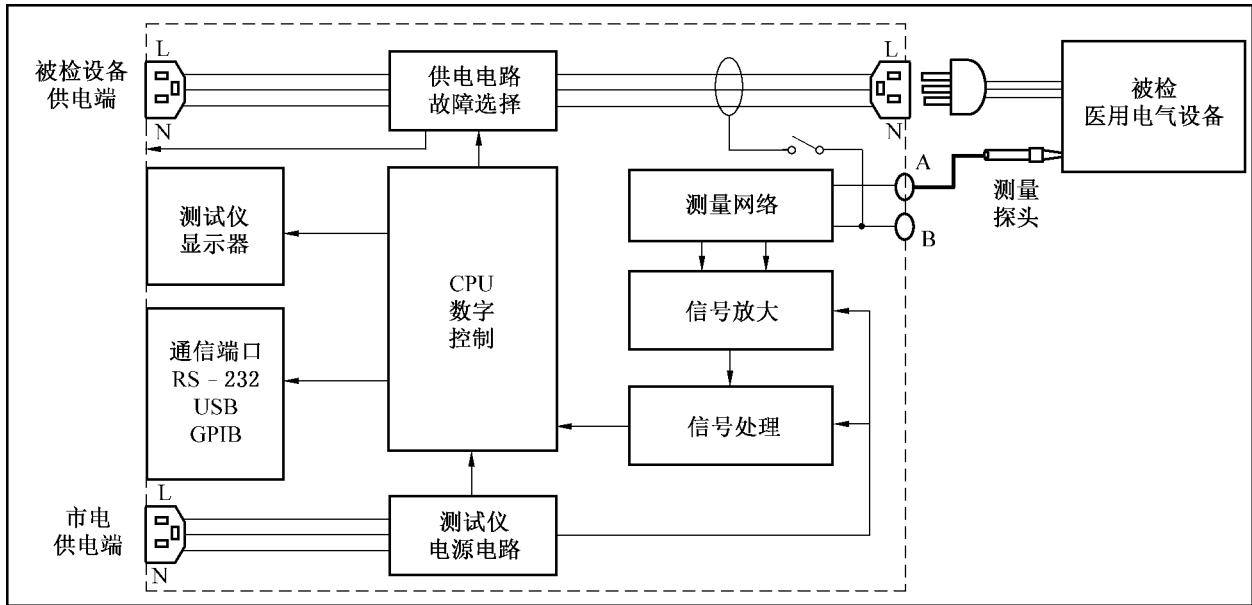 被检设备
供电端
L
N
供电电路
故障选择
L
N
被检
医用电气设备
A
B
测量
探头
测试仪
显示器
CPU
数字
控制
测量网络
信号放大
信号处理
通信端口
RS - 232
USB
GPIB
市电
供电端
L
N
测试仪
电源电路